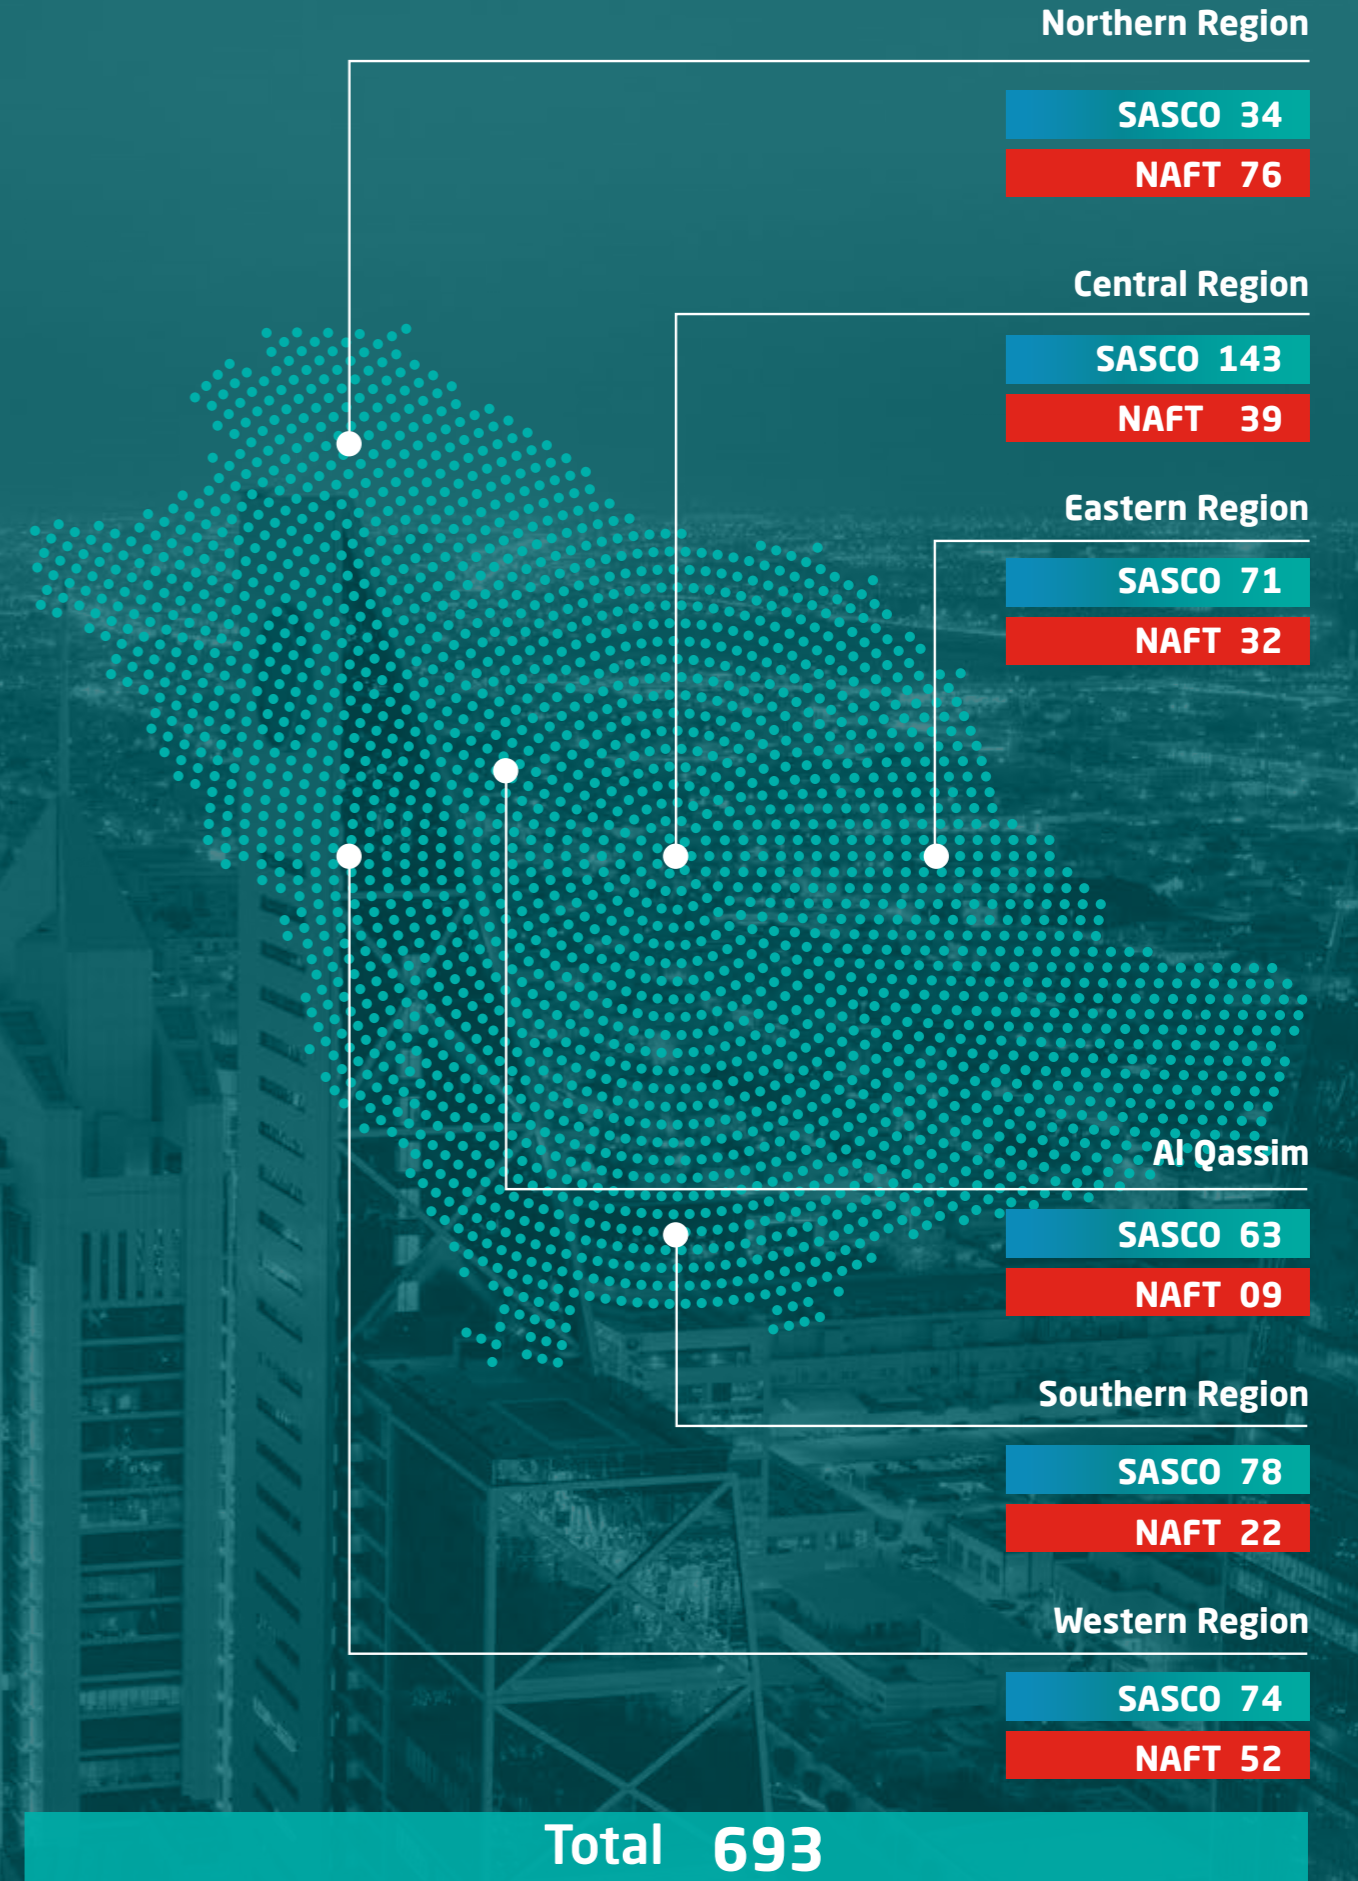 Northern Region
SASCO 34
NAFT 76
Central Region
SASCO 143
NAFT 39
Eastern Region
SASCO 71
NAFT 32
Al Qassim
SASCO 63
NAFT 09
Southern Region
SASCO 78
NAFT 22
Western Region
SASCO 74
NAFT 52
Total 693